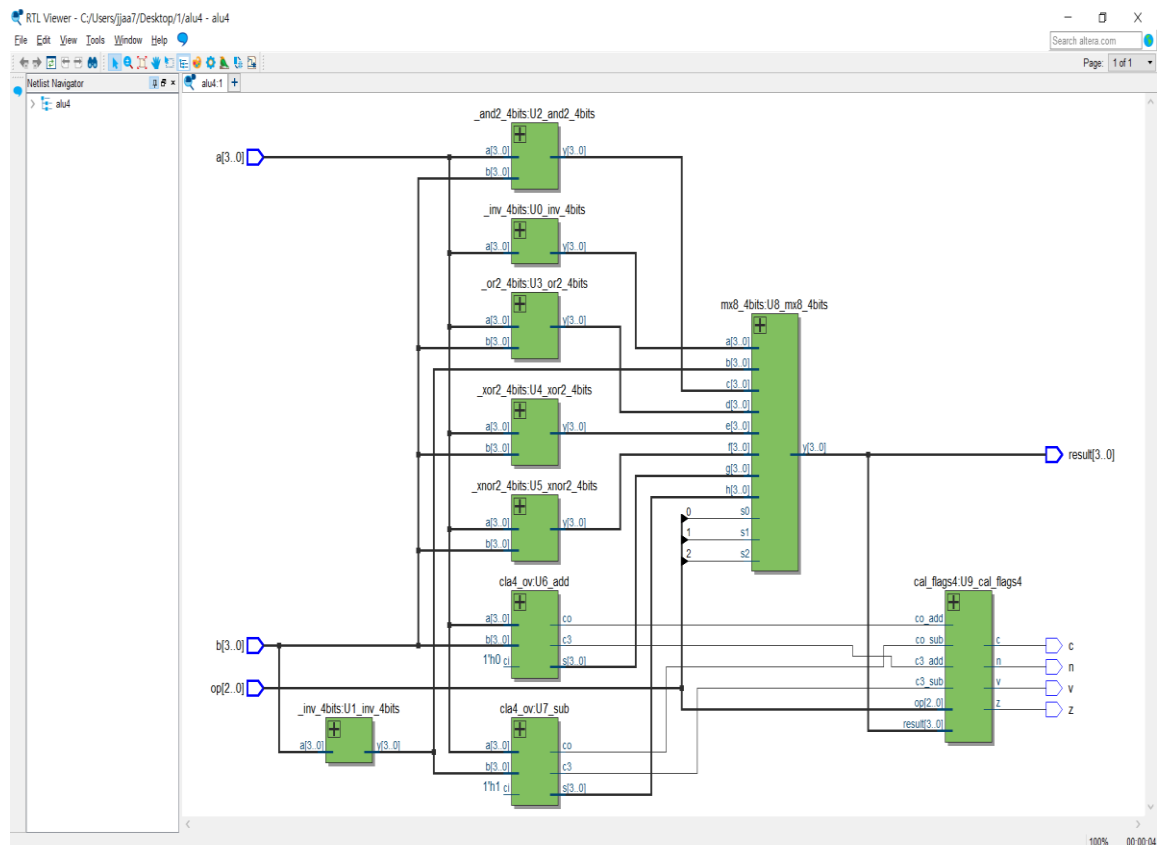 RTL Viewer - C:/Users/jjaa7/Desktop/1/alu4 - alu4
File Edit View Tools Window Help
Search altera.com
Page: 1 of 1
Netlist Navigator
alu4:1
alu4
_and2_4bits:U2_and2_4bits
a[3..0]
a[3..0]
y[3..0]
b[3..0]
_inv_4bits:U0_inv_4bits
a[3..0]
y[3..0]
_or2_4bits:U3_or2_4bits
a[3..0]
y[3..0]
b[3..0]
_xor2_4bits:U4_xor2_4bits
a[3..0]
y[3..0]
b[3..0]
_xnor2_4bits:U5_xnor2_4bits
a[3..0]
y[3..0]
b[3..0]
mx8_4bits:U8_mx8_4bits
a[3..0]
b[3..0]
c[3..0]
d[3..0]
e[3..0]
f[3..0]
y[3..0]
g[3..0]
h[3..0]
0
s0
1
s1
2
s2
result[3..0]
cla4_ov:U6_add
a[3..0]
co
b[3..0]
c3
1'h0 ci
s[3..0]
b[3..0]
op[2..0]
_inv_4bits:U1_inv_4bits
a[3..0]
y[3..0]
cla4_ov:U7_sub
a[3..0]
co
b[3..0]
c3
1'h1 ci
s[3..0]
cal_flags4:U9_cal_flags4
co_add
co_sub
c
c3_add
n
c3_sub
v
op[2..0]
z
result[3..0]
c
n
v
z
100% 00:00:04